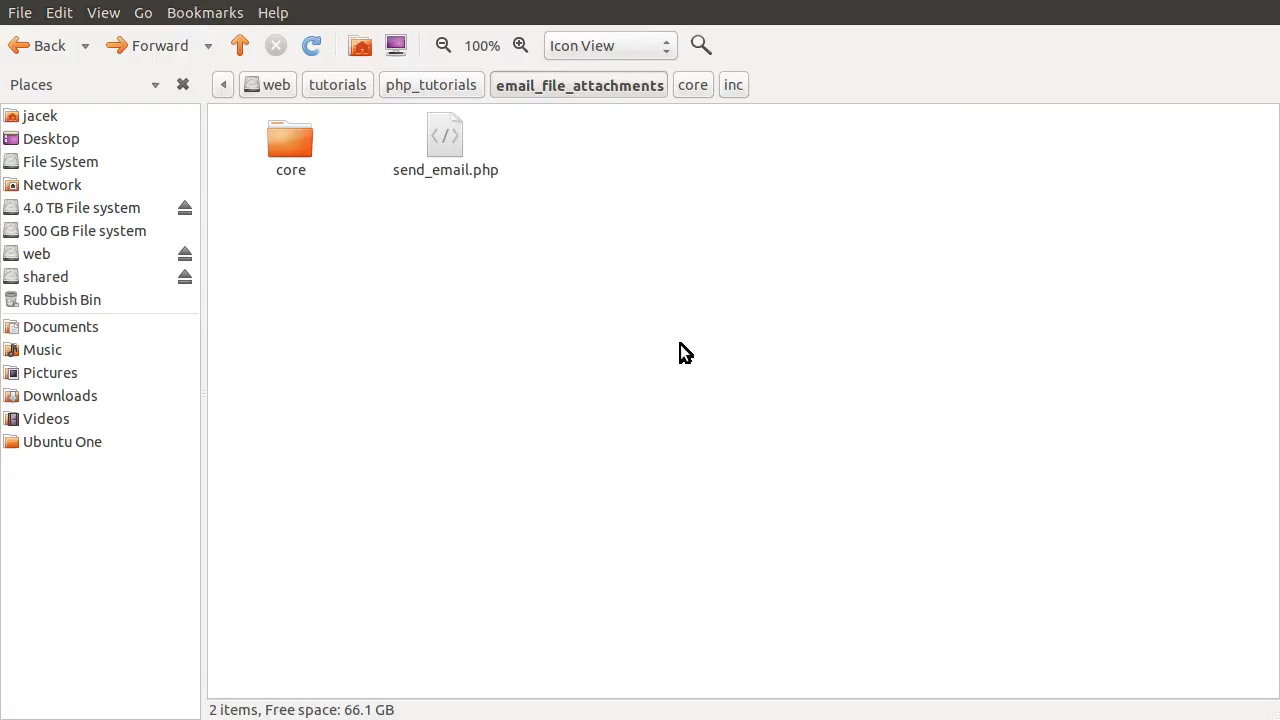 File Edit View Go Bookmarks Help
Back Forward 100% Icon View
Places
web tutorials php_tutorials email_file_attachments core inc
jacek
Desktop
File System
Network
4.0 TB File system
500 GB File system
web
shared
Rubbish Bin
Documents
Music
Pictures
Downloads
Videos
Ubuntu One
core send_email.php
2 items, Free space: 66.1 GB